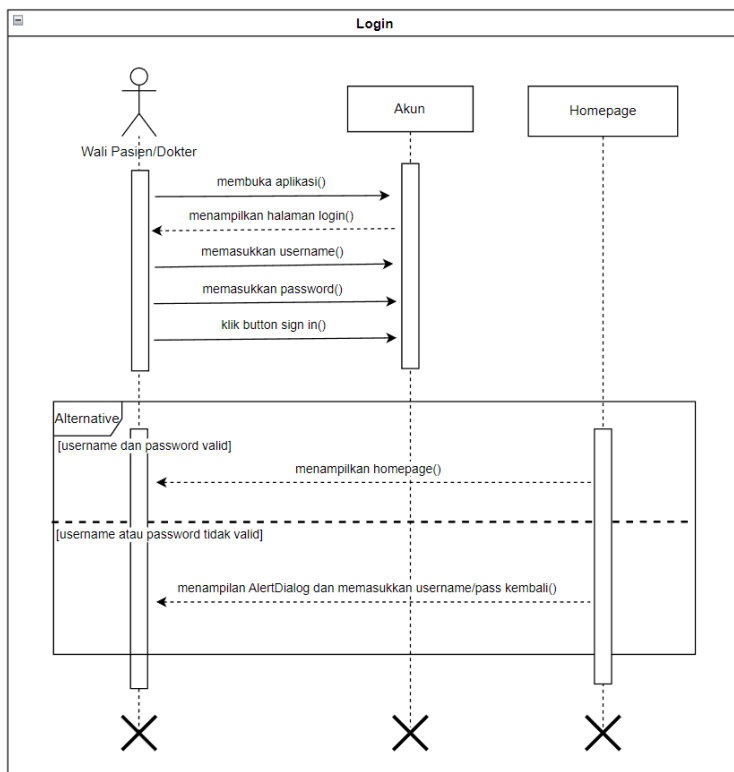 Login
Wali Pasien/Dokter
Akun
Homepage
membuka aplikasi()
menampilkan halaman login()
memasukkan username()
memasukkan password()
klik button sign in()
Alternative
[username dan password valid]
menampilkan homepage()
[username atau password tidak valid]
menampilan AlertDialog dan memasukkan username/pass kembali()